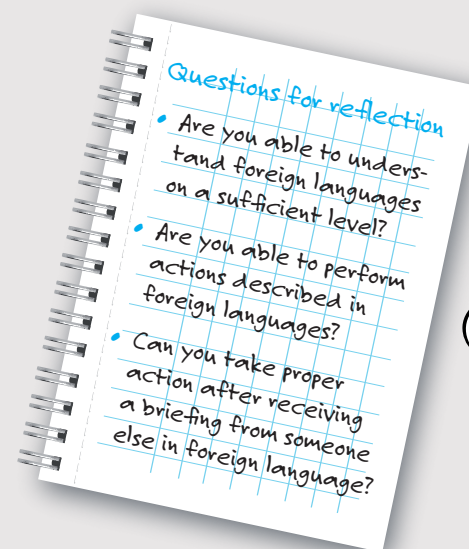 Questions for reflection
• Are you able to unders-
tand foreign languages
on a sufficient level?
• Are you able to perform
actions described in
foreign languages?
• Can you take proper
action after receiving
a briefing from someone
else in foreign language?